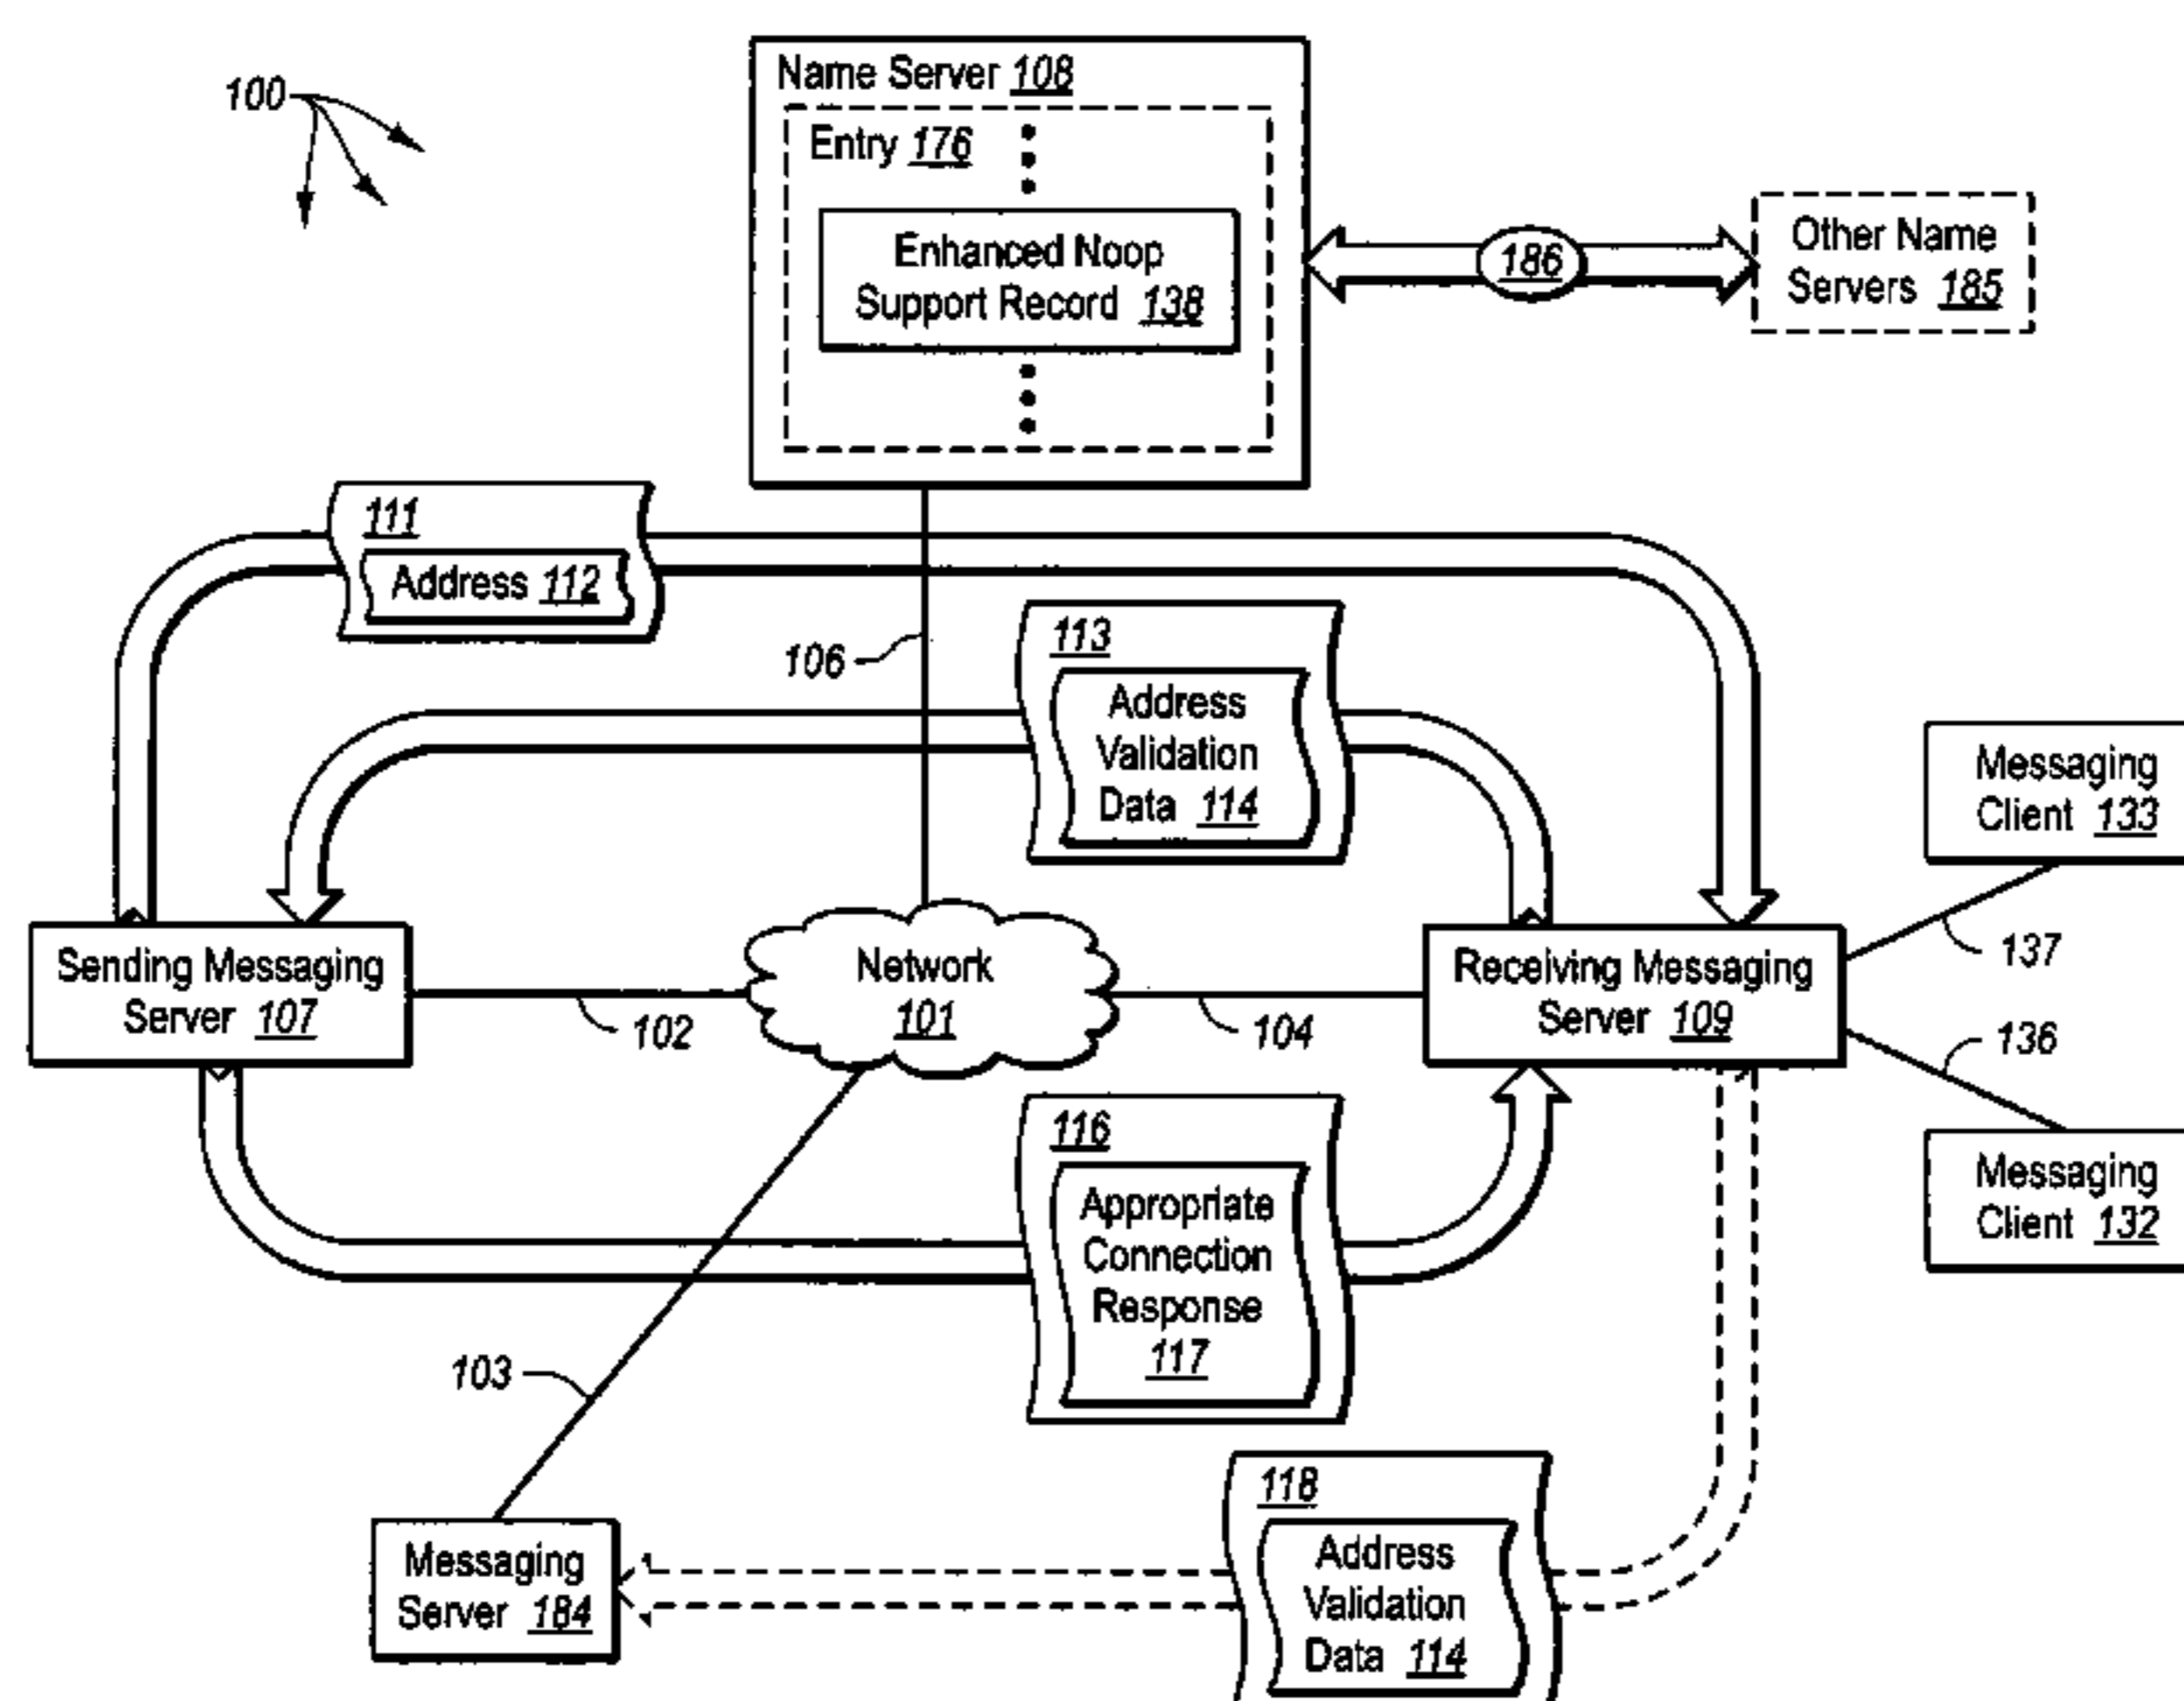 100
Name Server 108
Entry 176
Enhanced Noop
Support Record 138
186
Other Name
Servers 185
111
Address 112
106
113
Address
Validation
Data 114
Messaging
Client 133
137
Sending Messaging
Server 107
102
Network
101
104
Receiving Messaging
Server 109
136
Messaging
Client 132
116
Appropriate
Connection
Response
117
103
118
Address
Validation
Data 114
Messaging
Server 184